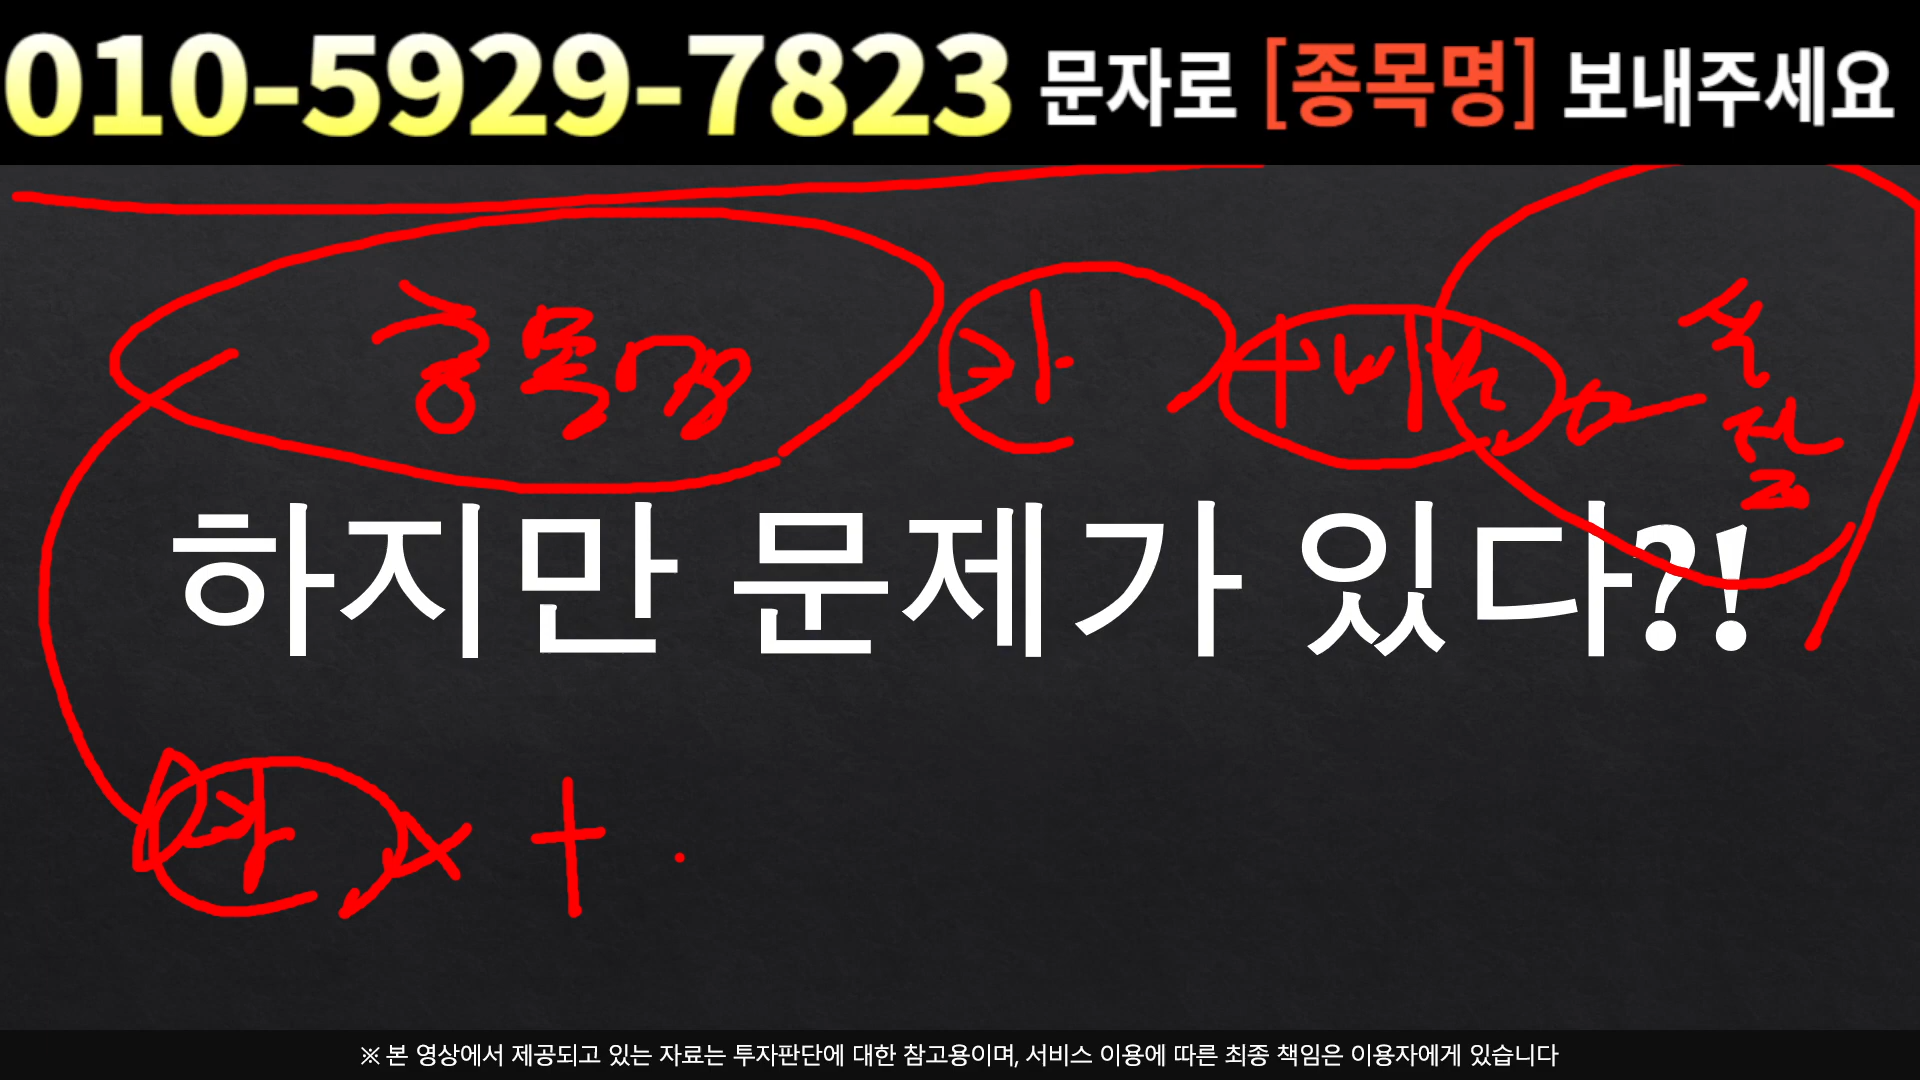 010-5929-7823 문자로 [종목명] 보내주세요
종목명
하지만 문제가 있다?!
※ 본 영상에서 제공되고 있는 자료는 투자판단에 대한 참고용이며, 서비스 이용에 따른 최종 책임은 이용자에게 있습니다